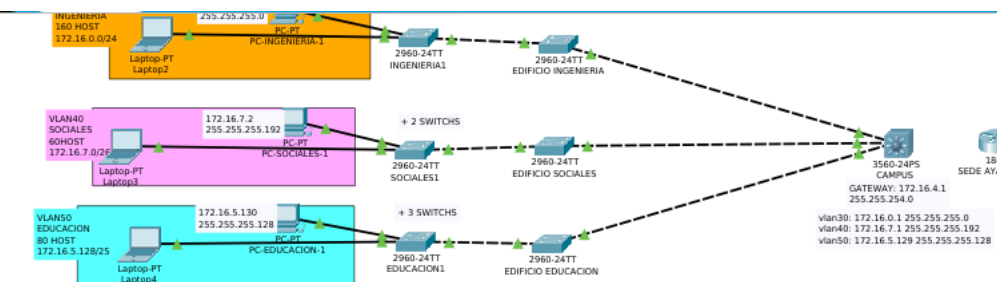 INGENIERIA
160 HOST
172.16.0.0/24
255.255.255.0
PC-PT
PC-INGENIERIA-1
Laptop-PT
Laptop2
2960-24TT
INGENIERIA1
2960-24TT
EDIFICIO INGENIERIA
VLAN40
SOCIALES
60HOST
172.16.7.0/26
172.16.7.2
255.255.255.192
PC-PT
PC-SOCIALES-1
Laptop-PT
Laptop3
+ 2 SWITCHS
2960-24TT
SOCIALES1
2960-24TT
EDIFICIO SOCIALES
3560-24PS
CAMPUS
GATEWAY: 172.16.4.1
255.255.254.0
vlan30: 172.16.0.1 255.255.255.0
vlan40: 172.16.7.1 255.255.255.192
vlan50: 172.16.5.129 255.255.255.128
18
SEDE AYA
VLAN50
EDUCACION
80 HOST
172.16.5.128/25
172.16.5.130
255.255.255.128
PC-PT
PC-EDUCACION-1
Laptop-PT
Laptop4
+ 3 SWITCHS
2960-24TT
EDUCACION1
2960-24TT
EDIFICIO EDUCACION